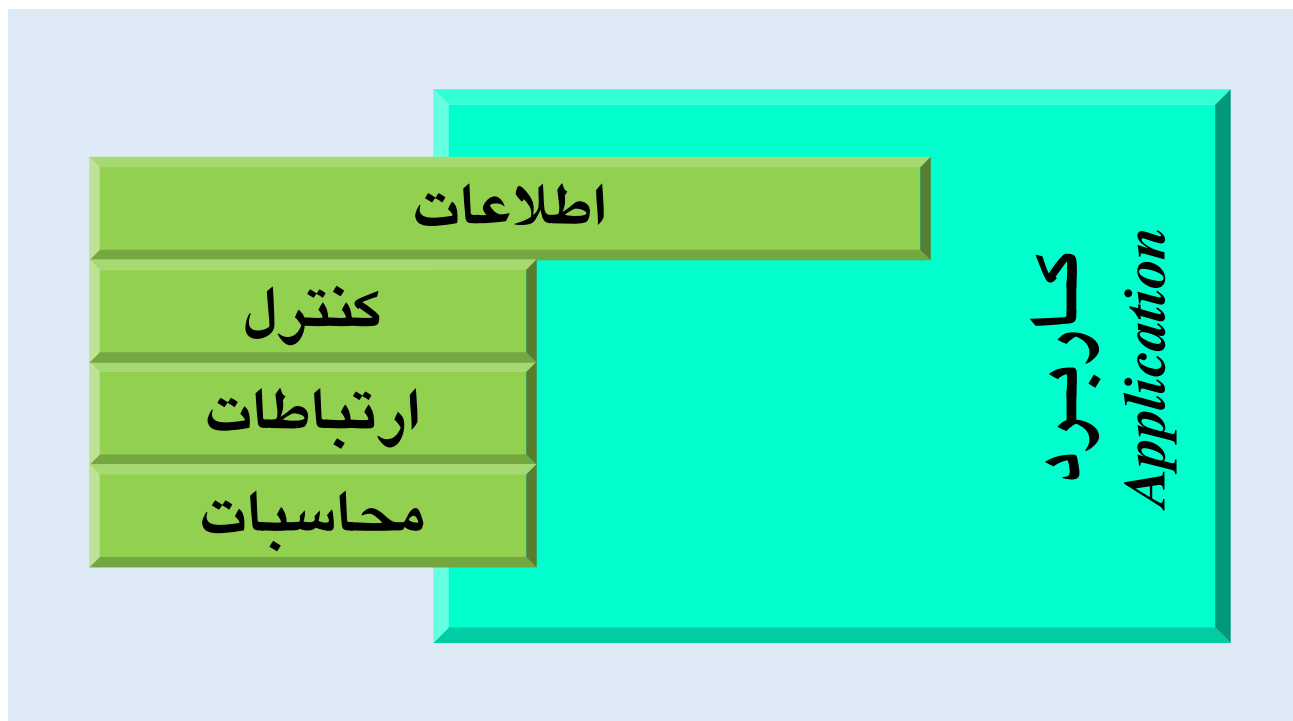 اطلاعات
کنترل
ارتباطات
محاسبات
کاربرد
Application